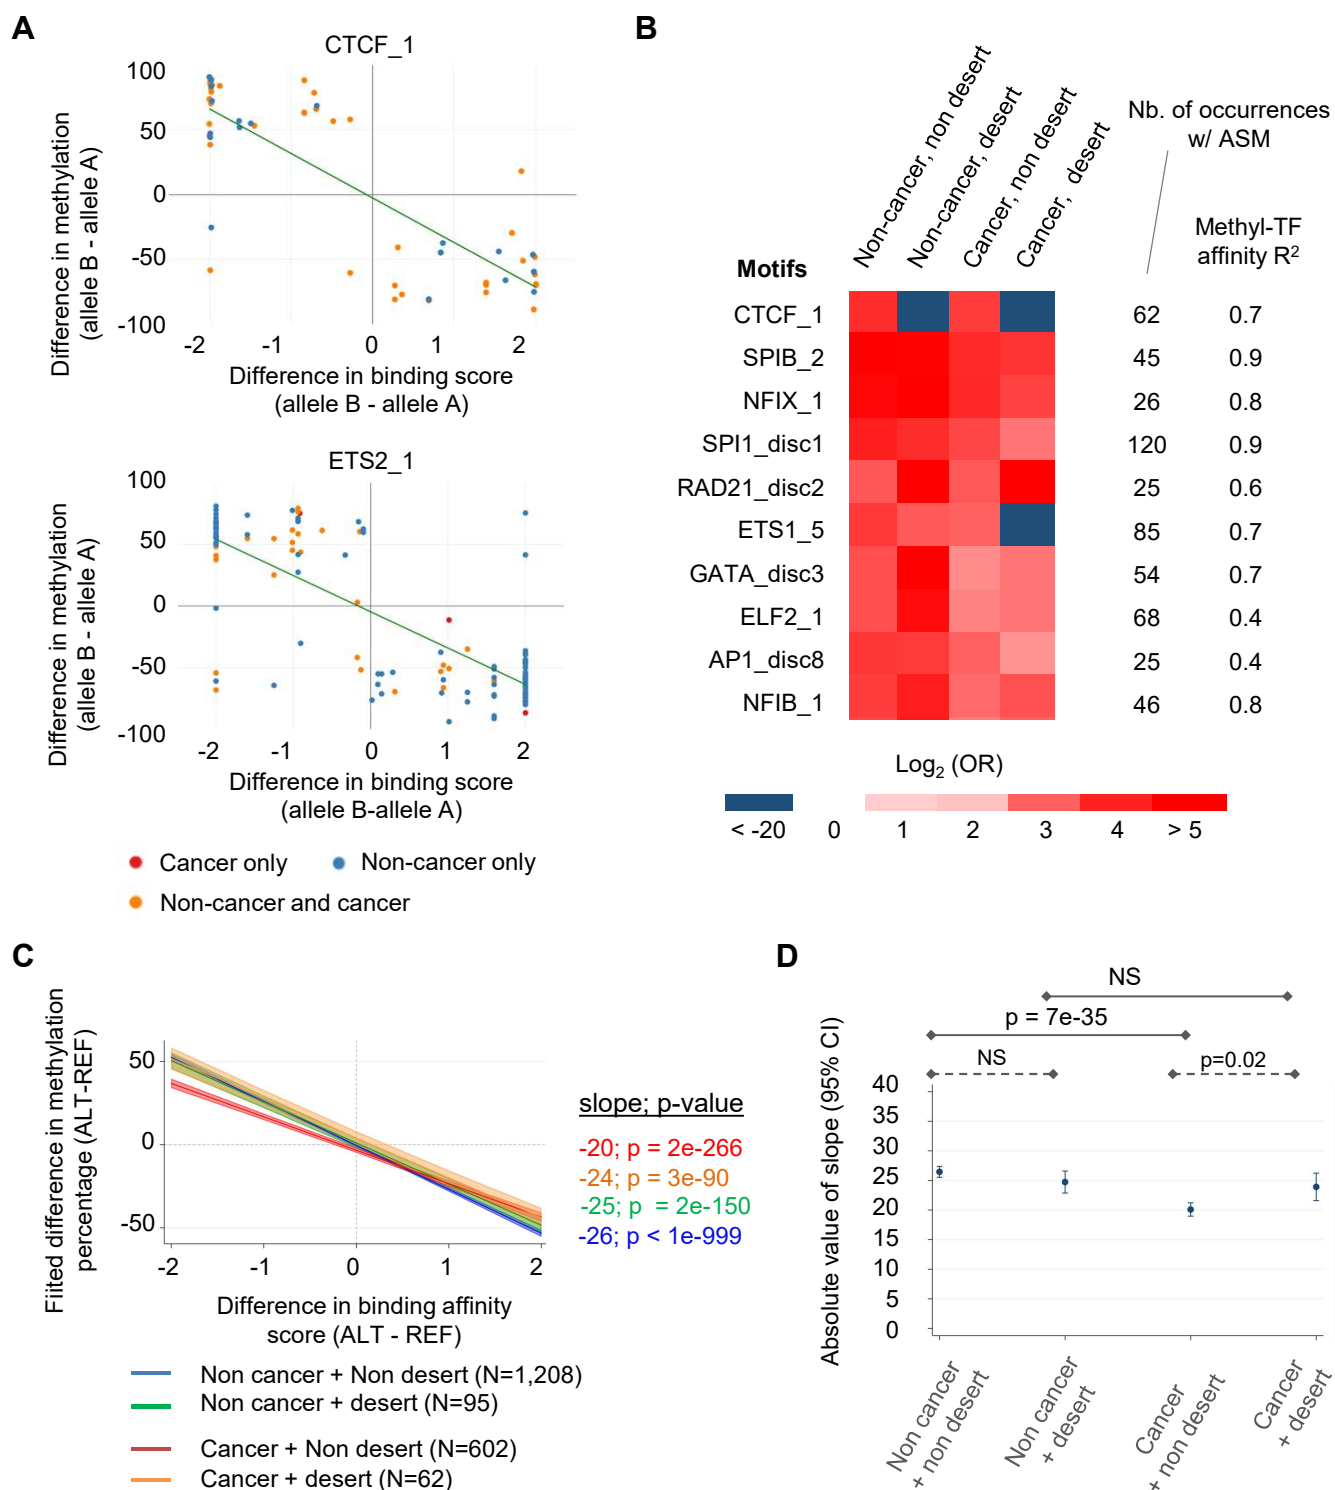 A
CTCF_1
100
50
0
-50
-100
-2
-1
0
1
2
Difference in methylation
(allele B - allele A)
Difference in binding score
(allele B - allele A)
ETS2_1
100
50
0
-50
-100
-2
-1
0
1
2
Difference in methylation
(allele B - allele A)
Difference in binding score
(allele B-allele A)
Cancer only
Non-cancer only
Non-cancer and cancer
B
Non-cancer, non desert
Non-cancer, desert
Cancer, non desert
Cancer, desert
Nb. of occurrences
w/ ASM
Methyl-TF
affinity R²
Motifs
CTCF_1 62 0.7
SPIB_2 45 0.9
NFIX_1 26 0.8
SPI1_disc1 120 0.9
RAD21_disc2 25 0.6
ETS1_5 85 0.7
GATA_disc3 54 0.7
ELF2_1 68 0.4
AP1_disc8 25 0.4
NFIB_1 46 0.8
Log₂ (OR)
< -20 0 1 2 3 4 > 5
C
Fiited difference in methylation
percentage (ALT-REF)
50
0
-50
-2
-1
0
1
2
Difference in binding affinity
score (ALT - REF)
slope; p-value
-20; p = 2e-266
-24; p = 3e-90
-25; p = 2e-150
-26; p < 1e-999
Non cancer + Non desert (N=1,208)
Non cancer + desert (N=95)
Cancer + Non desert (N=602)
Cancer + desert (N=62)
D
NS
p = 7e-35
NS
p=0.02
Absolute value of slope (95% CI)
40
35
30
25
20
15
10
5
0
Non cancer
+ non desert
Non cancer
+ desert
Cancer
+ non desert
Cancer
+ desert